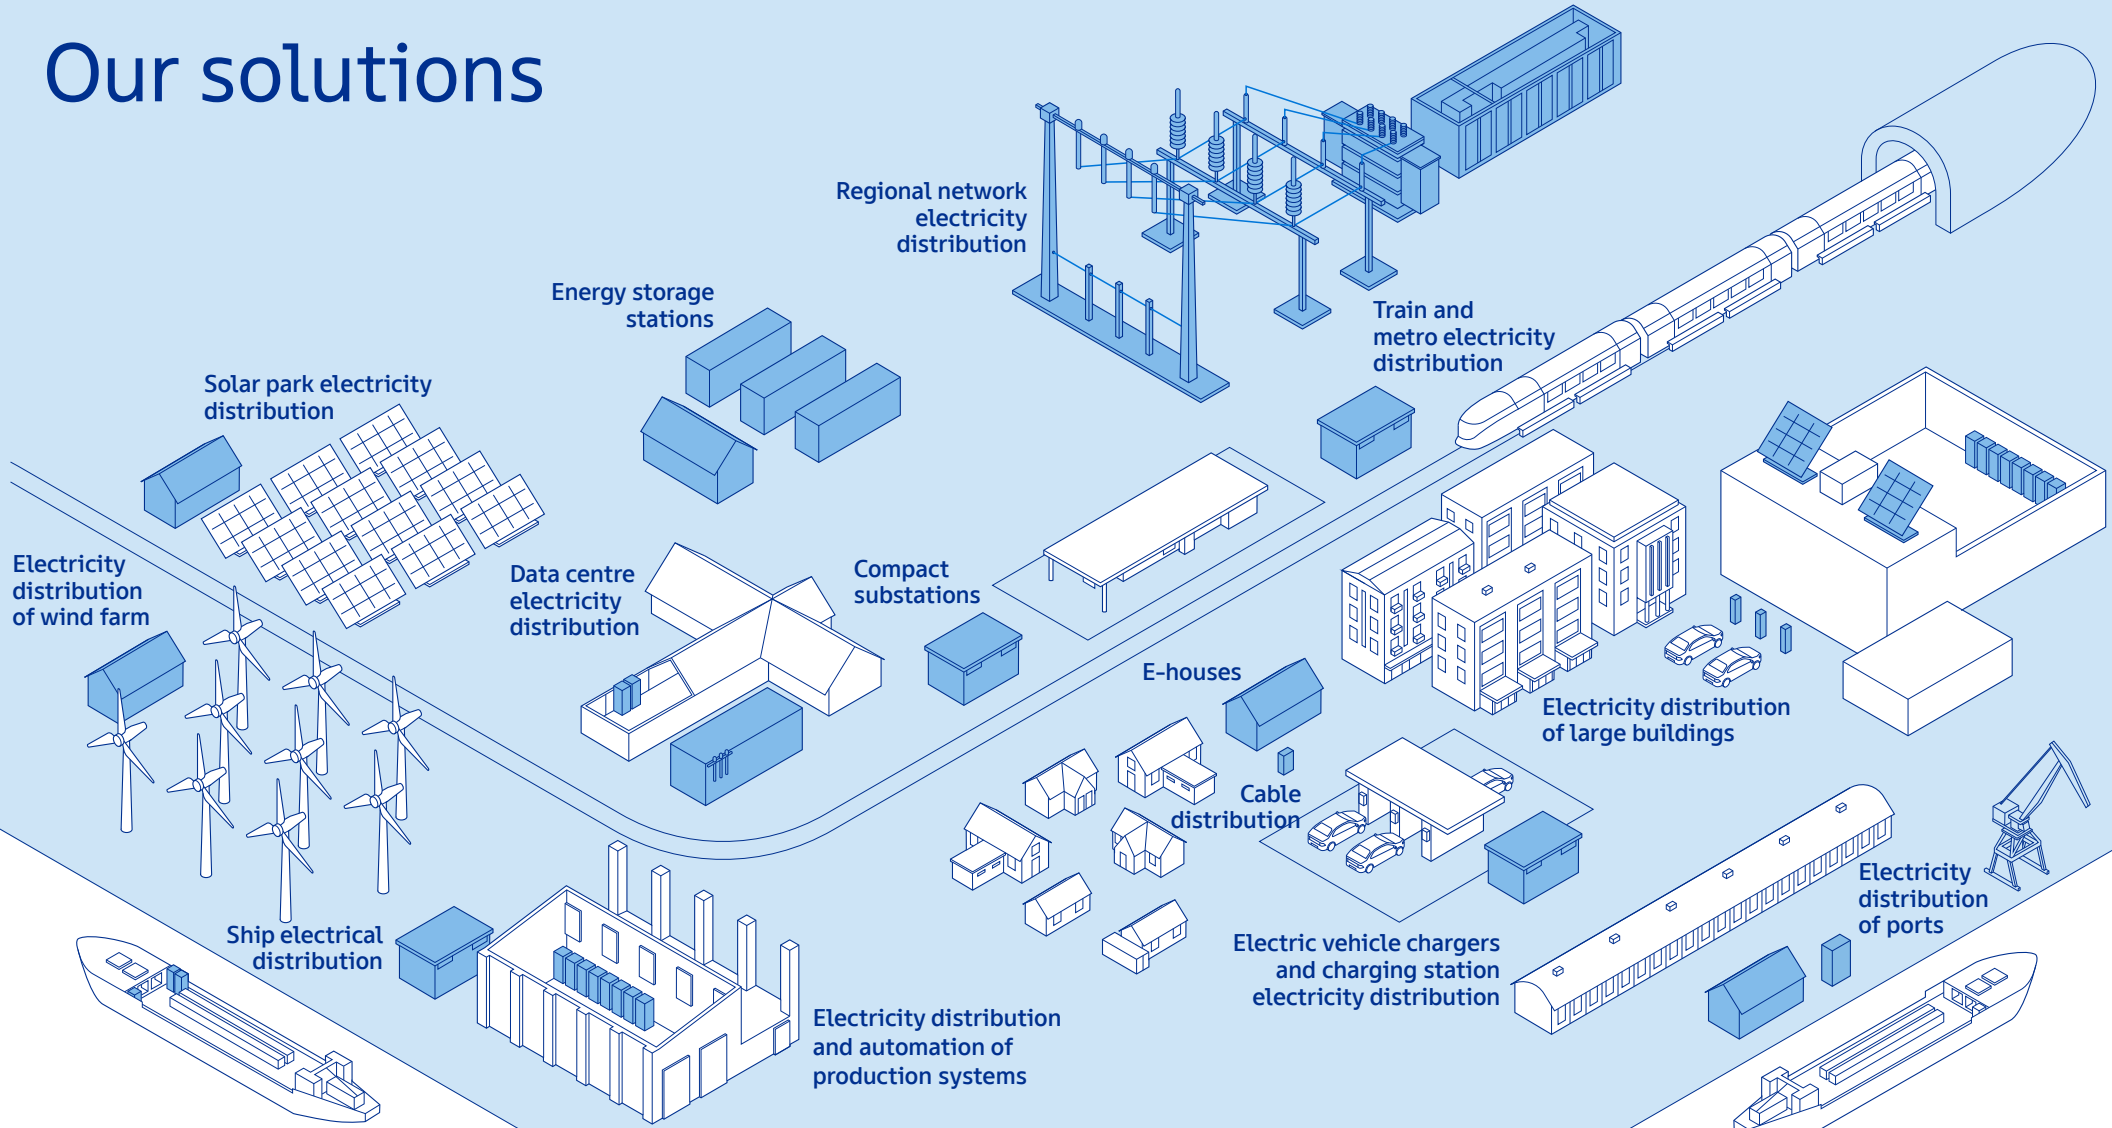 Our solutions
Regional network
electricity
distribution
Energy storage
stations
Train and
metro electricity
distribution
Solar park electricity
distribution
Electricity
distribution
of wind farm
Data centre
electricity
distribution
Compact
substations
E-houses
Electricity distribution
of large buildings
Cable
distribution
Electricity
distribution
of ports
Ship electrical
distribution
Electric vehicle chargers
and charging station
electricity distribution
Electricity distribution
and automation of
production systems